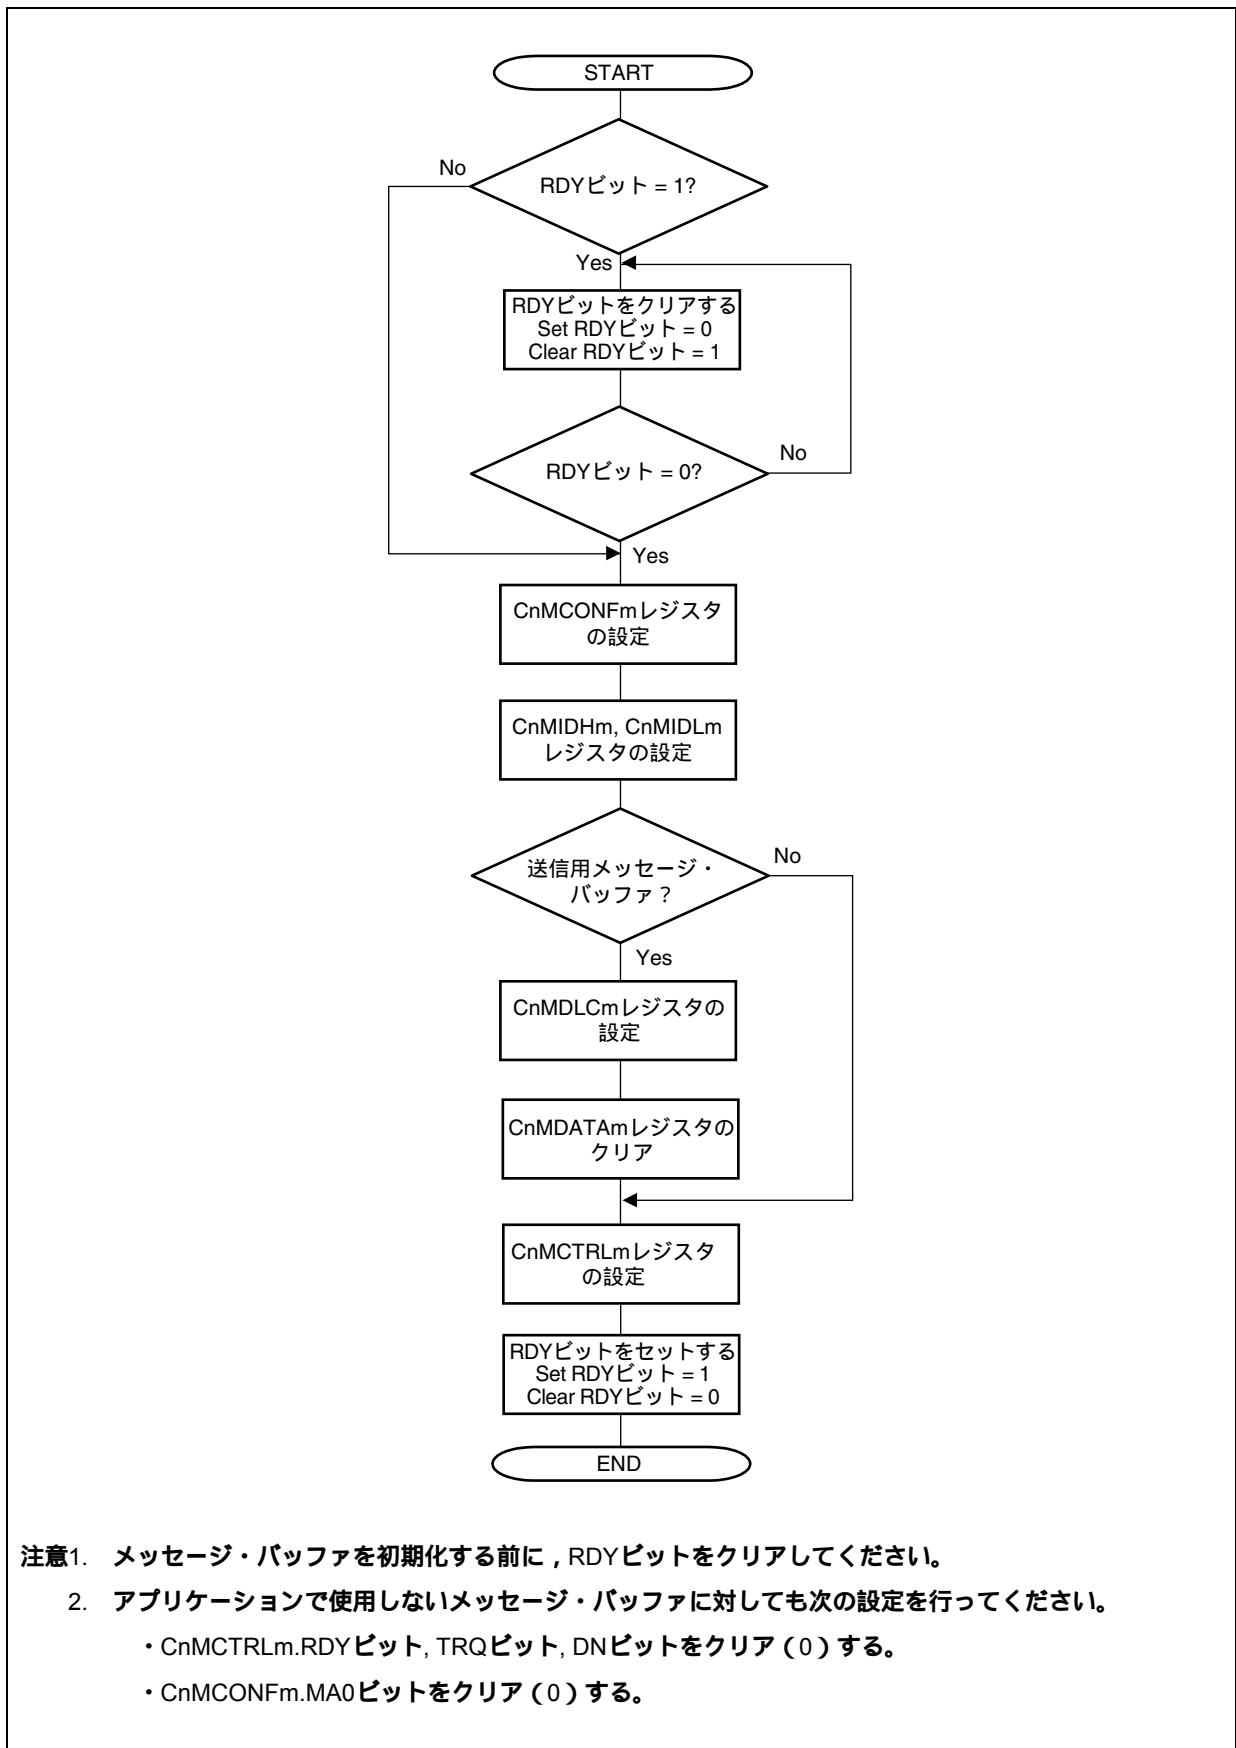 START
No
RDYビット = 1?
Yes
RDYビットをクリアする
Set RDYビット = 0
Clear RDYビット = 1
RDYビット = 0?
No
Yes
CnMCONFmレジスタ
の設定
CnMIDHm, CnMIDLm
レジスタの設定
送信用メッセージ・
バッファ？
No
Yes
CnMDLCmレジスタの
設定
CnMDATAmレジスタの
クリア
CnMCTRLmレジスタ
の設定
RDYビットをセットする
Set RDYビット = 1
Clear RDYビット = 0
END
注意1. メッセージ・バッファを初期化する前に，RDYビットをクリアしてください。
2. アプリケーションで使用しないメッセージ・バッファに対しても次の設定を行ってください。
・CnMCTRLm.RDYビット, TRQビット, DNビットをクリア（0）する。
・CnMCONFm.MA0ビットをクリア（0）する。